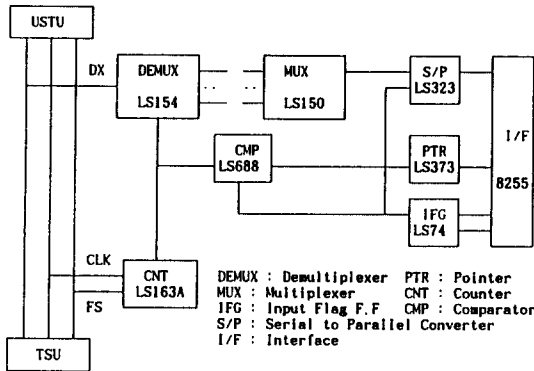 USTU
DX
DEMUX
LS154
MUX
LS150
S/P
LS323
I/F
8255
CMP
LS688
PTR
LS373
IFG
LS74
CLK
CNT
LS163A
FS
TSU
DEMUX : Demultiplexer PTR : Pointer
MUX : Multiplexer CNT : Counter
IFG : Input Flag F.F CMP : Comparator
S/P : Serial to Parallel Converter
I/F : Interface